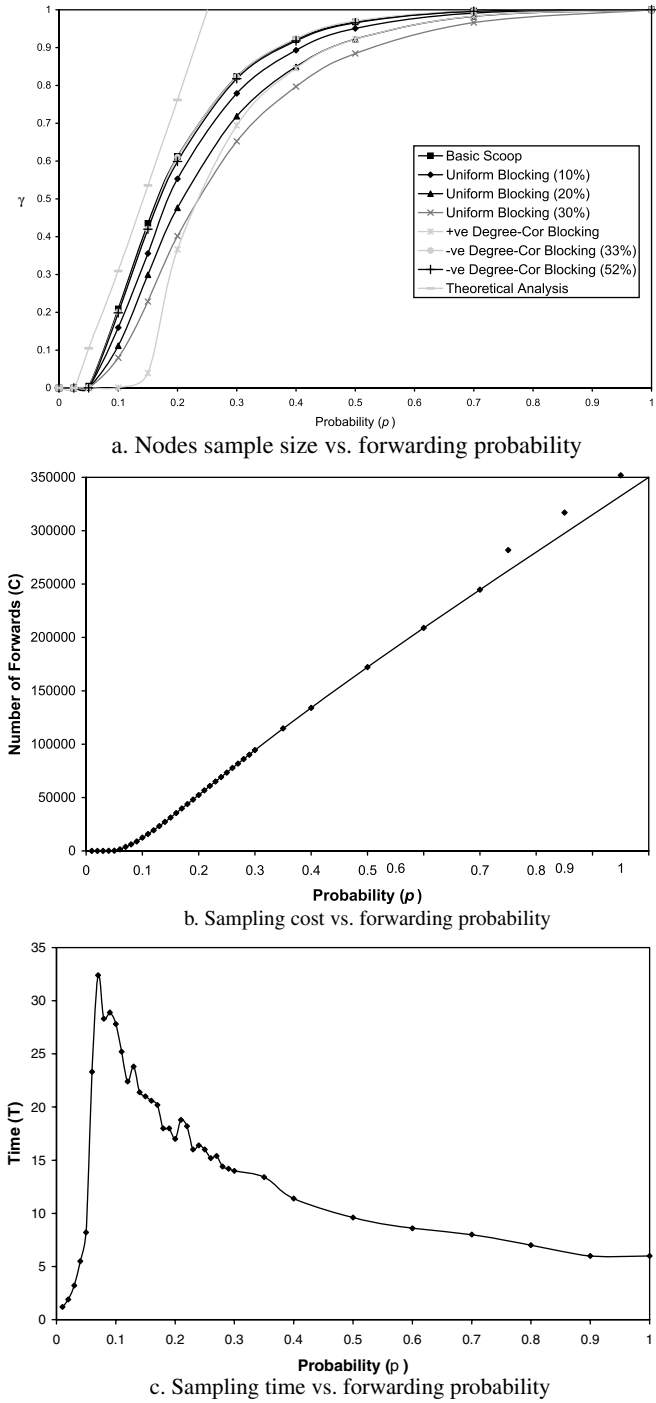 1
0.9
0.8
0.7
0.6
0.5
0.4
0.3
0.2
0.1
0
γ
Basic Scoop
Uniform Blocking (10%)
Uniform Blocking (20%)
Uniform Blocking (30%)
+ve Degree-Cor Blocking
-ve Degree-Cor Blocking (33%)
-ve Degree-Cor Blocking (52%)
Theoretical Analysis
0 0.1 0.2 0.3 0.4 0.5 0.6 0.7 0.8 0.9 1
Probability (p)
a. Nodes sample size vs. forwarding probability
350000
300000
250000
200000
150000
100000
50000
0
Number of Forwards (C)
0 0.1 0.2 0.3 0.4 0.5 0.6 0.7 0.8 0.9 1
Probability (p)
b. Sampling cost vs. forwarding probability
35
30
25
20
15
10
5
0
Time (T)
0 0.1 0.2 0.3 0.4 0.5 0.6 0.7 0.8 0.9 1
Probability (p)
c. Sampling time vs. forwarding probability